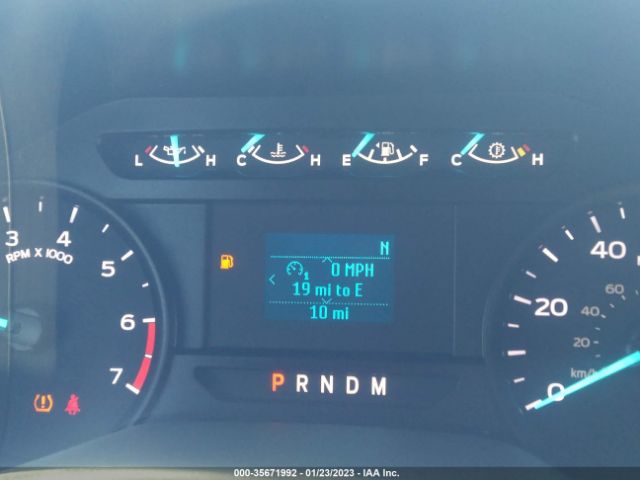 L H C H E F C H
3 4 5 6 7
RPM X 1000
N
1 0 MPH
19 mi to E
10 mi
P R N D M
0 20 40
20 40 60
km/h
000-35671992 - 01/23/2023 - IAA Inc.